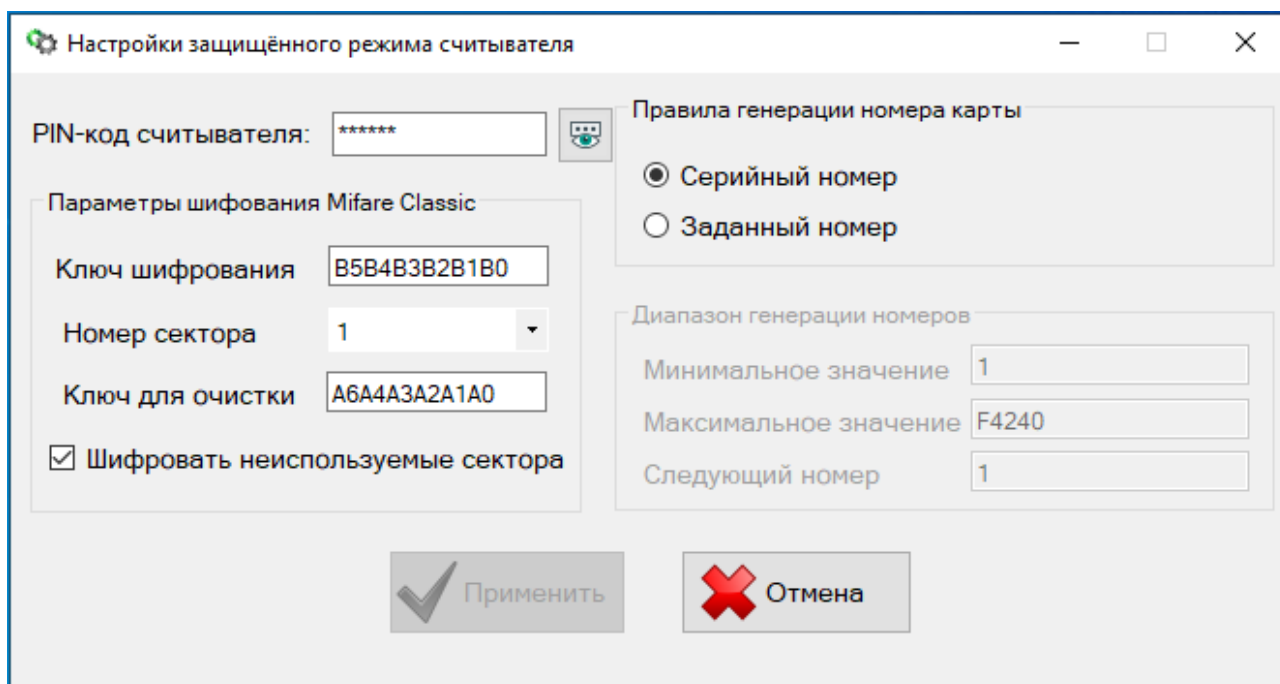 Настройки защищённого режима считывателя
PIN-код считывателя: ******
Параметры шифования Mifare Classic
Ключ шифрования B5B4B3B2B1B0
Номер сектора 1
Ключ для очистки A6A4A3A2A1A0
Шифровать неиспользуемые сектора
Правила генерации номера карты
Серийный номер
Заданный номер
Диапазон генерации номеров
Минимальное значение 1
Максимальное значение F4240
Следующий номер 1
Применить
Отмена